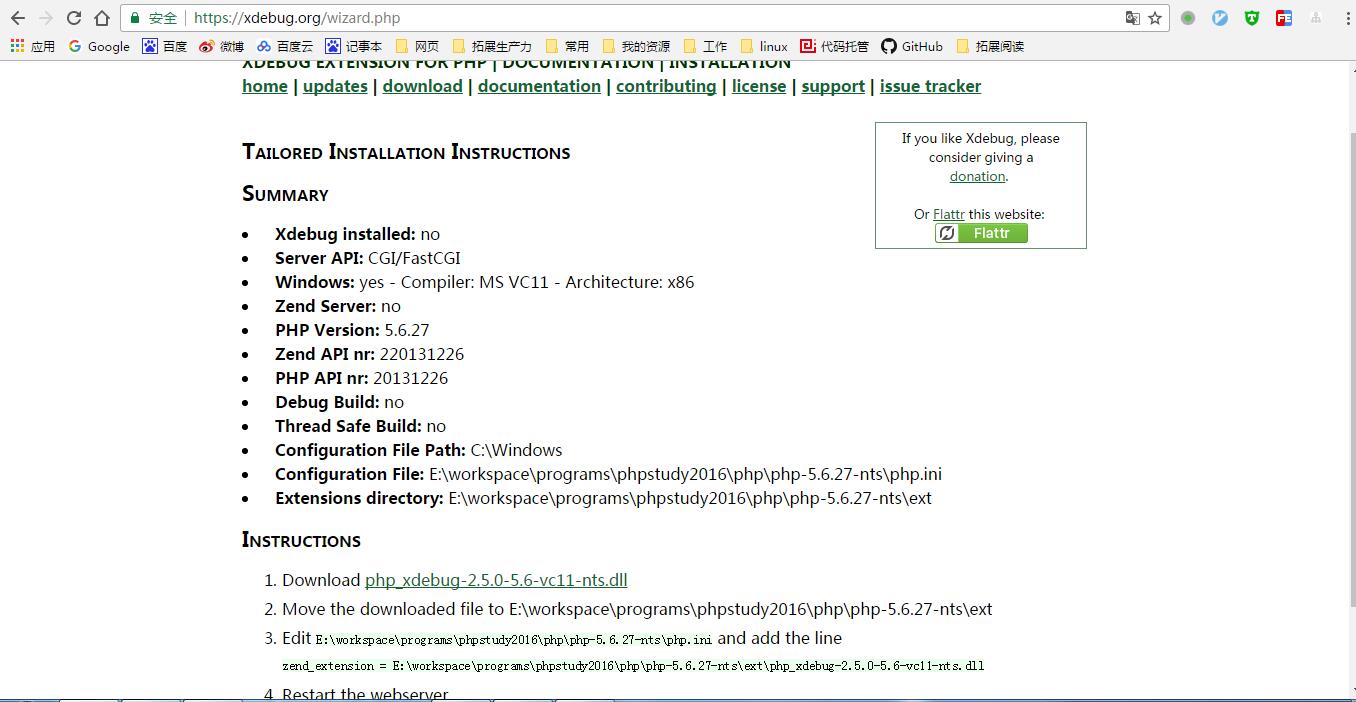 安全 https://xdebug.org/wizard.php
应用 Google 百度 微博 百度云 记事本 网页 拓展生产力 常用 我的资源 工作 linux 代码托管 GitHub 拓展阅读
XDEBUG EXTENSION FOR PHP | DOCUMENTATION | INSTALLATION
home | updates | download | documentation | contributing | license | support | issue tracker
If you like Xdebug, please
consider giving a
donation.
Or Flattr this website:
Flattr
Tailored Installation Instructions
Summary
• Xdebug installed: no
• Server API: CGI/FastCGI
• Windows: yes - Compiler: MS VC11 - Architecture: x86
• Zend Server: no
• PHP Version: 5.6.27
• Zend API nr: 220131226
• PHP API nr: 20131226
• Debug Build: no
• Thread Safe Build: no
• Configuration File Path: C:\Windows
• Configuration File: E:\workspace\programs\phpstudy2016\php\php-5.6.27-nts\php.ini
• Extensions directory: E:\workspace\programs\phpstudy2016\php\php-5.6.27-nts\ext
Instructions
1. Download php_xdebug-2.5.0-5.6-vc11-nts.dll
2. Move the downloaded file to E:\workspace\programs\phpstudy2016\php\php-5.6.27-nts\ext
3. Edit E:\workspace\programs\phpstudy2016\php\php-5.6.27-nts\php.ini and add the line
zend_extension = E:\workspace\programs\phpstudy2016\php\php-5.6.27-nts\ext\php_xdebug-2.5.0-5.6-vc11-nts.dll
4. Restart the webserver